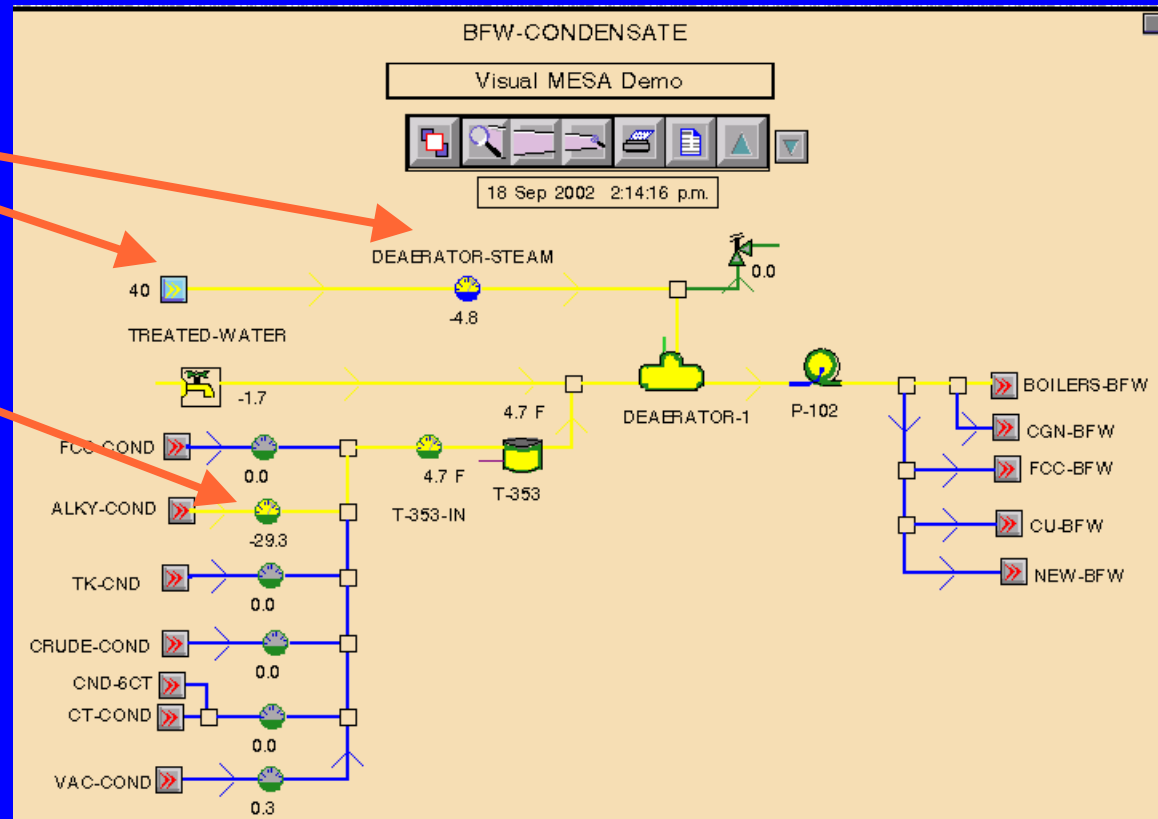 BFW-CONDENSATE
Visual MESA Demo
18 Sep 2002 2:14:16 p.m.
DEAERATOR-STEAM
0.0
40
-4.8
TREATED-WATER
-1.7
4.7 F
DEAERATOR-1
P-102
BOILERS-BFW
CGN-BFW
FCC-COND
0.0
4.7 F
T-353
FCC-BFW
ALKY-COND
-29.3
T-353-IN
CU-BFW
TK-CND
0.0
NEW-BFW
CRUDE-COND
0.0
CND-6CT
CT-COND
0.0
VAC-COND
0.3